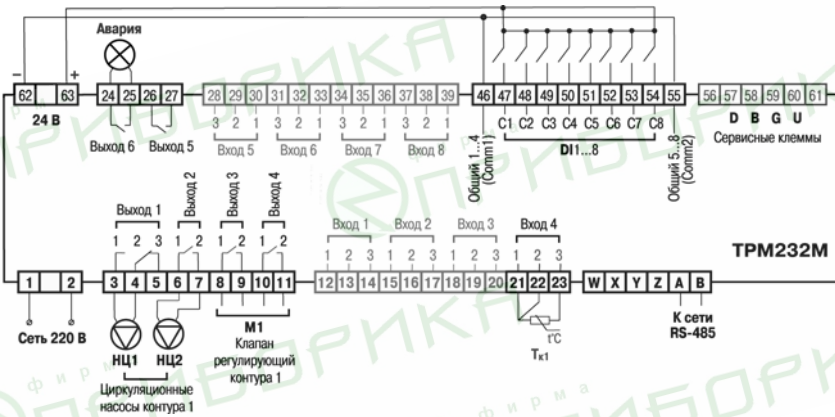 Авария
– +
62 63 24 25 26 27 28 29 30 31 32 33 34 35 36 37 38 39 46 47 48 49 50 51 52 53 54 55 56 57 58 59 60 61
24 В
3 2 1 3 2 1 3 2 1 3 2 1
C1 C2 C3 C4 C5 C6 C7 C8
D B G U
Выход 6 Выход 5
Вход 5 Вход 6 Вход 7 Вход 8
Общий 1...4
(Comm1)
DI1...8
Общий 5...8
(Comm2)
Сервисные клеммы
Выход 1
Выход 2
Выход 3
Выход 4
Вход 1 Вход 2 Вход 3 Вход 4
1 2 3 1 2 1 2 1 2 1 2 3 1 2 3 1 2 3 1 2 3
ТРМ232М
1 2 3 4 5 6 7 8 9 10 11 12 13 14 15 16 17 18 19 20 21 22 23 W X Y Z A B
Сеть 220 В
НЦ1 НЦ2
Циркуляционные
насосы контура 1
М1
Клапан
регулирующий
контура 1
t°C
Тк1
К сети
RS-485
фирма
ПРИБОРИКА